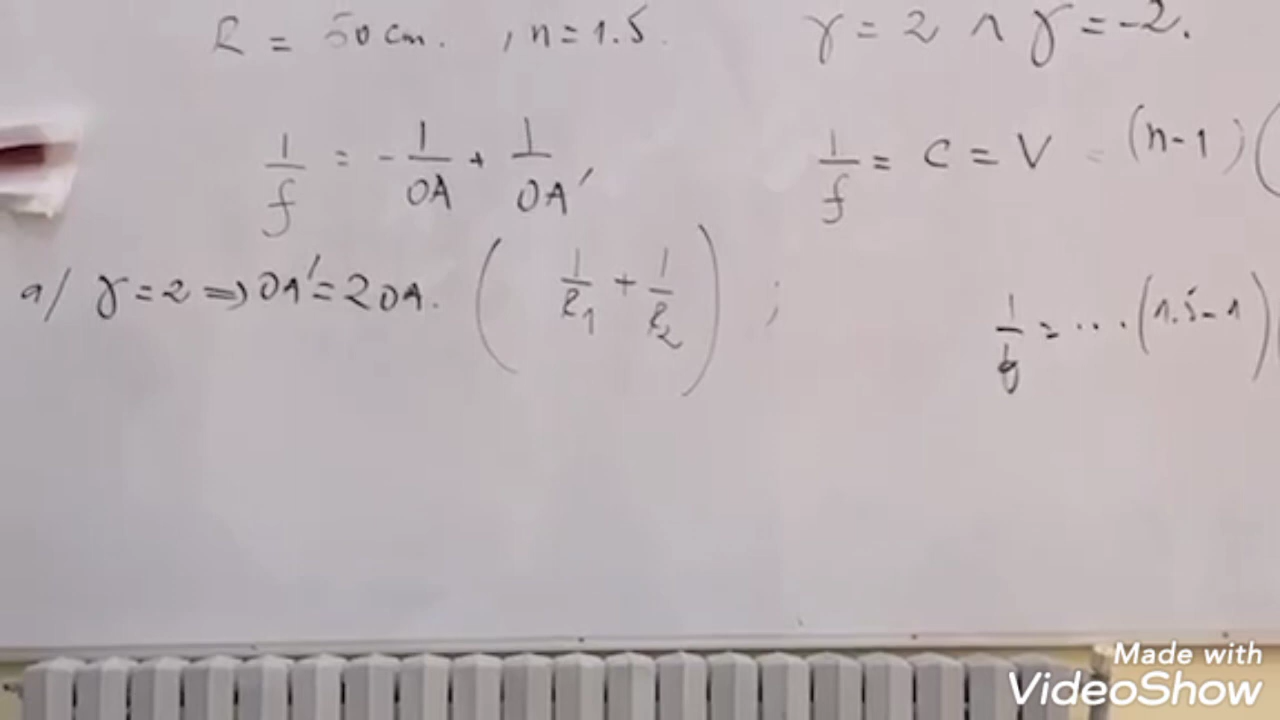 R = 50 cm. , n = 1.5. γ = 2 ∧ γ = -2.
1/f = - 1/OA + 1/OA' 1/f = C = V = (n-1) (
a/ γ = 2 ⟹ OA' = 2OA. ( 1/R₁ + 1/R₂ ) ; 1/f = ... (1.5-1)
Made with
VideoShow